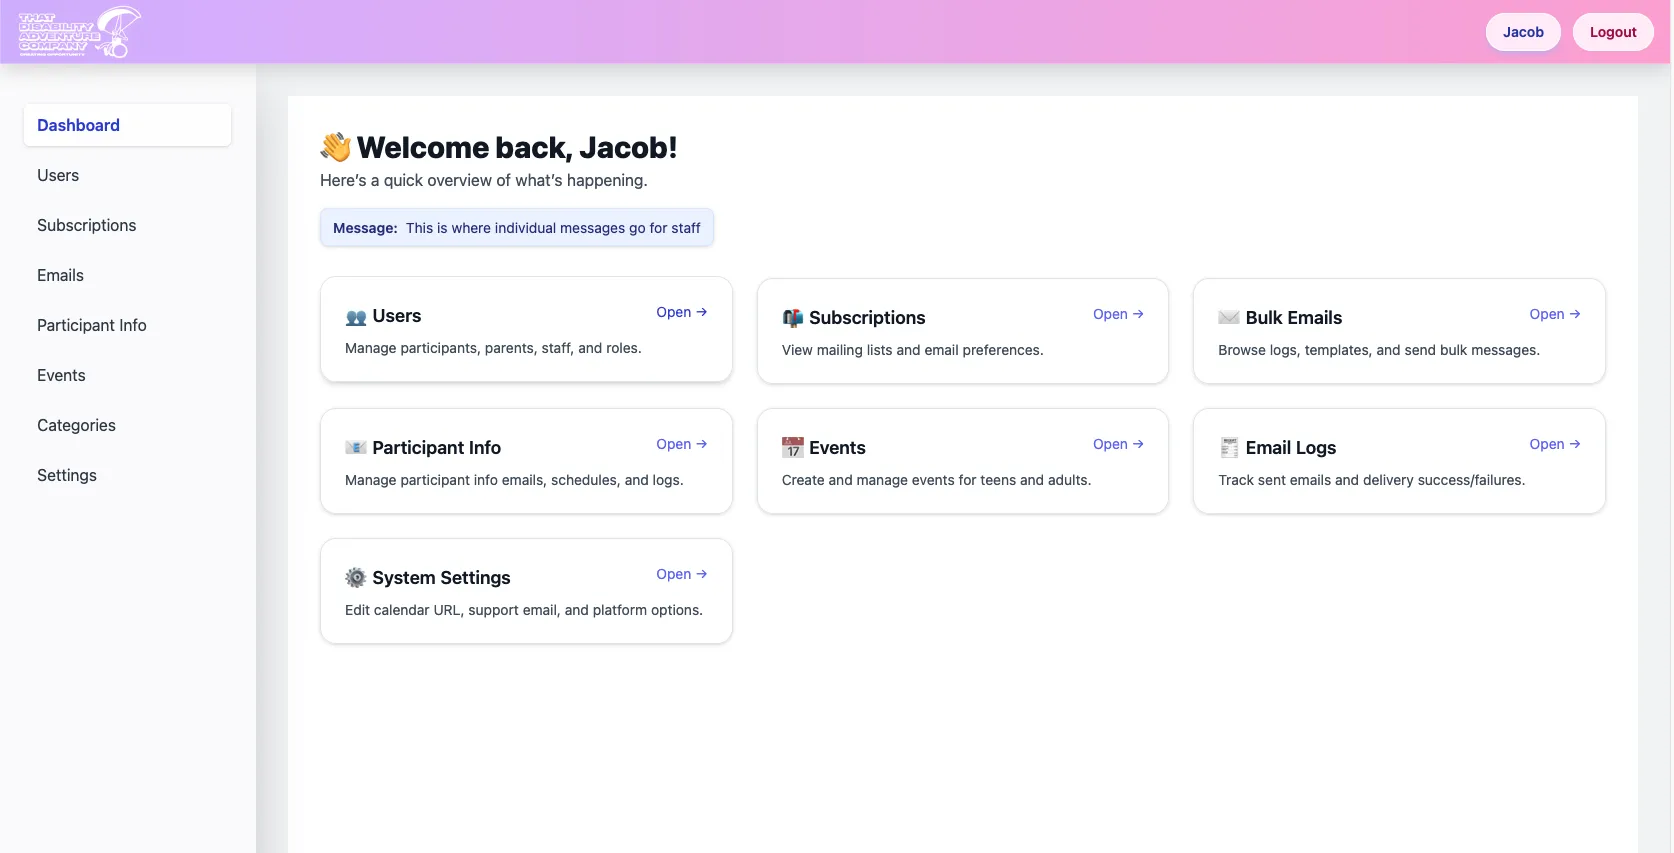 THAT
DISABILITY
ADVENTURE
COMPANY
Jacob
Logout
Dashboard
Users
Subscriptions
Emails
Participant Info
Events
Categories
Settings
👋 Welcome back, Jacob!
Here’s a quick overview of what’s happening.
Message: This is where individual messages go for staff
Users
Open →
Manage participants, parents, staff, and roles.
Subscriptions
Open →
View mailing lists and email preferences.
Bulk Emails
Open →
Browse logs, templates, and send bulk messages.
Participant Info
Open →
Manage participant info emails, schedules, and logs.
17
Events
Open →
Create and manage events for teens and adults.
Email Logs
Open →
Track sent emails and delivery success/failures.
System Settings
Open →
Edit calendar URL, support email, and platform options.